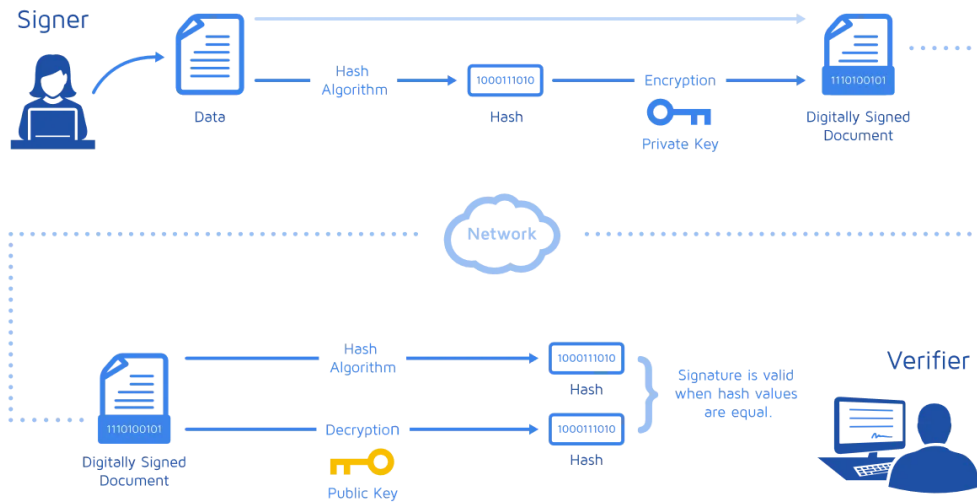 Signer
1110100101
Hash
Algorithm
1000111010
Encryption
Data
Hash
Private Key
Digitally Signed
Document
Network
Hash
Algorithm
1000111010
Hash
Signature is valid
when hash values
are equal.
Verifier
1110100101
Decryption
1000111010
Hash
Digitally Signed
Document
Public Key